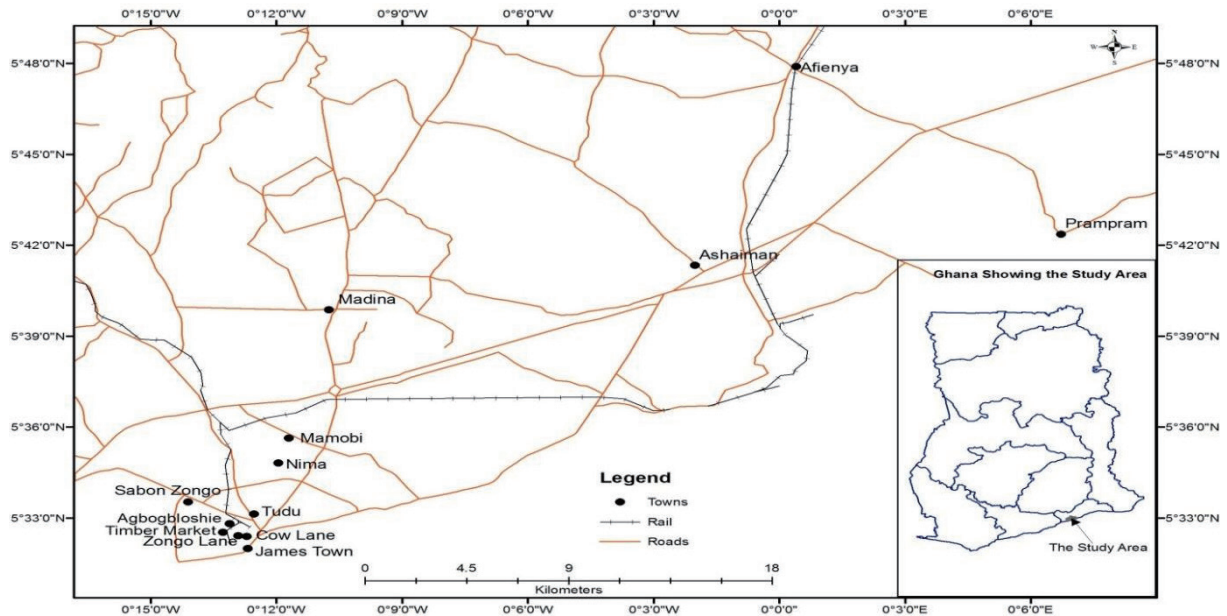 0°15'0"W 0°12'0"W 0°9'0"W 0°6'0"W 0°3'0"W 0°0'0"E 0°3'0"E 0°6'0"E
N
W E
S
5°48'0"N Afienya 5°48'0"N
5°45'0"N 5°45'0"N
Prampram
5°42'0"N Ashaiman 5°42'0"N
Ghana Showing the Study Area
Madina
5°39'0"N 5°39'0"N
5°36'0"N Mamobi 5°36'0"N
Nima
Legend
Sabon Zongo Towns
Tudu
5°33'0"N Agbogbloshie Rail 5°33'0"N
Timber Market
Zongo Lane Cow Lane Roads
James Town The Study Area
0 4.5 9 18
Kilometers
0°15'0"W 0°12'0"W 0°9'0"W 0°6'0"W 0°3'0"W 0°0'0"E 0°3'0"E 0°6'0"E